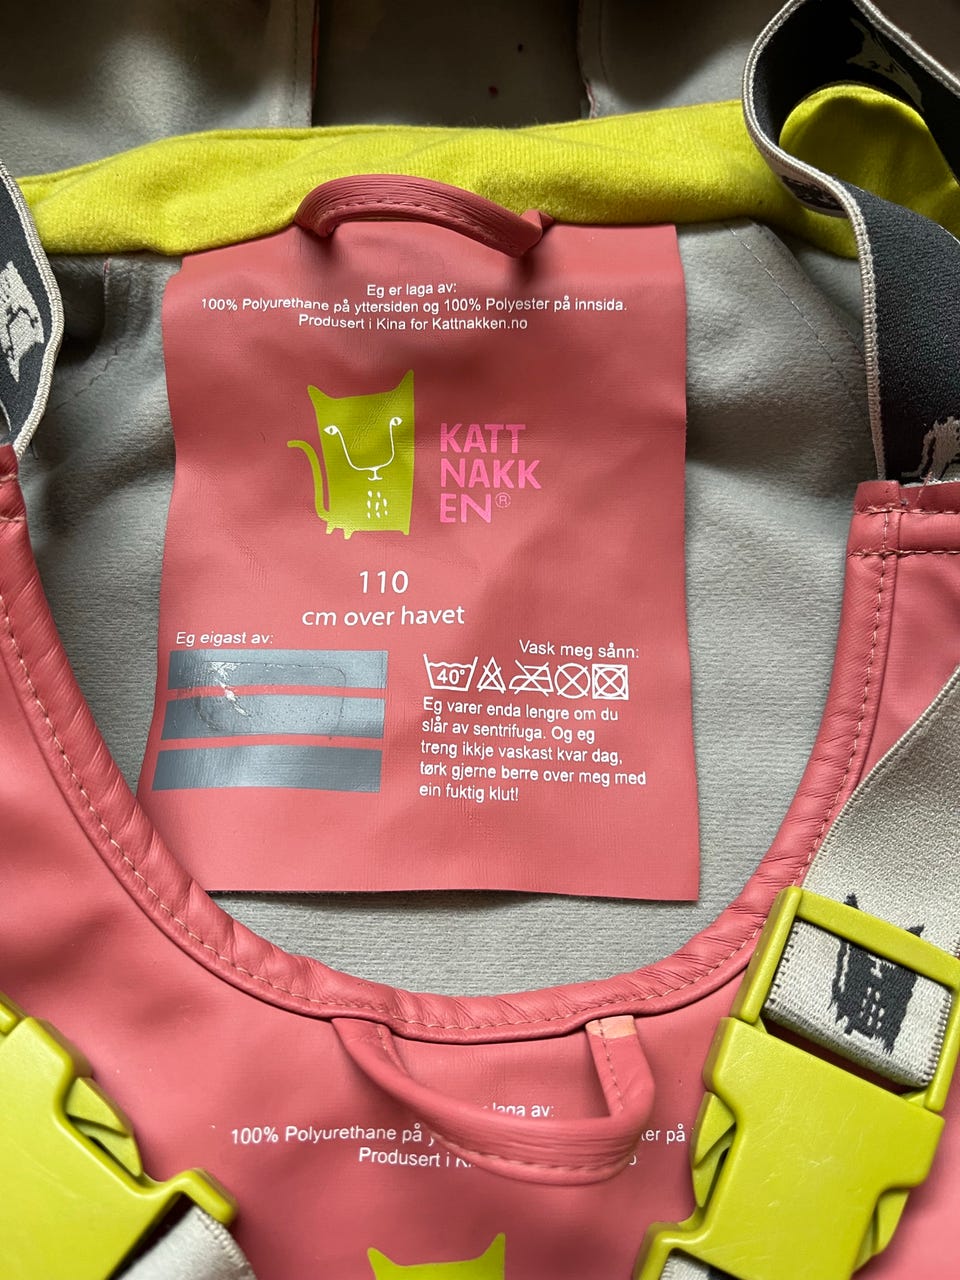 Eg er laga av:
100% Polyurethane på yttersiden og 100% Polyester på innsida.
Produsert i Kina for Kattnakken.no
KATT
NAKK
EN®
110
cm over havet
Eg eigast av:
Vask meg sånn:
40°
Eg varer enda lengre om du
slår av sentrifuga. Og eg
treng ikkje vaskast kvar dag,
tørk gjerne berre over meg med
ein fuktig klut!
laga av:
100% Polyurethane på
Produsert i
på